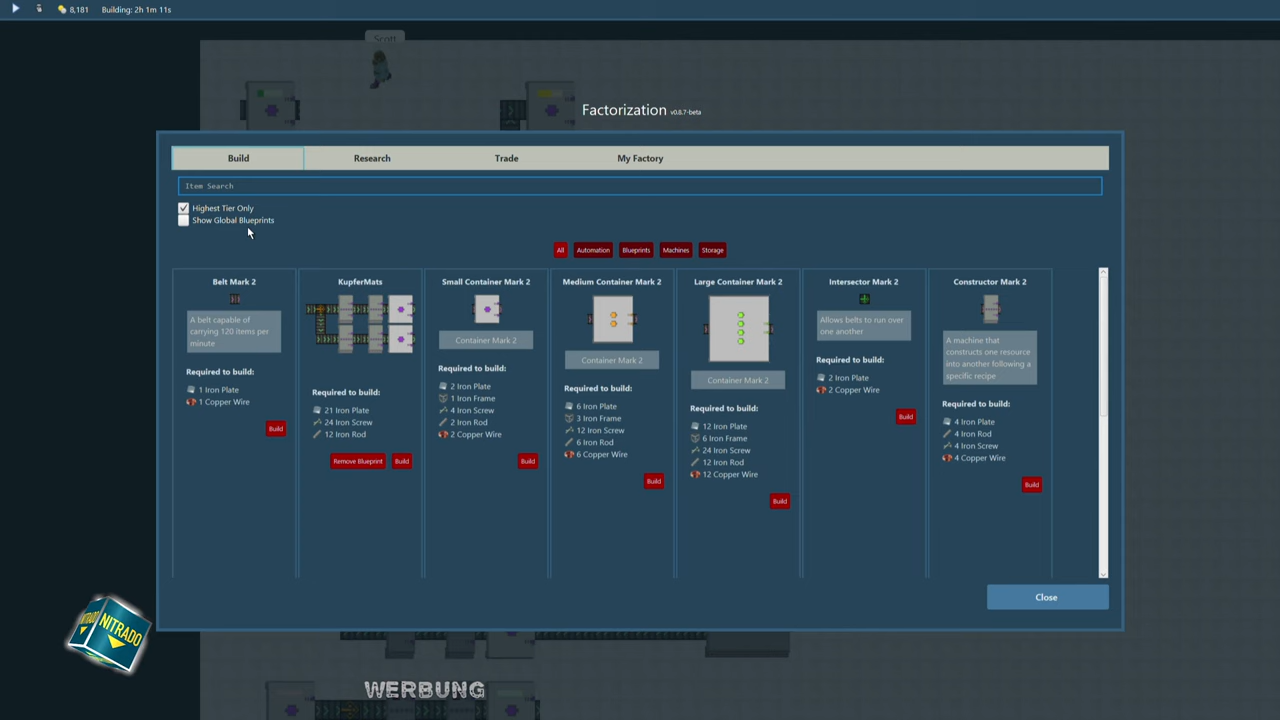 8,181 Building: 2h 1m 11s
Scott
Factorization v0.8.7-beta
Build Research Trade My Factory
Item Search
Highest Tier Only
Show Global Blueprints
All Automation Blueprints Machines Storage
Belt Mark 2
A belt capable of
carrying 120 items per
minute
Required to build:
1 Iron Plate
1 Copper Wire
Build
KupferMats
Required to build:
21 Iron Plate
24 Iron Screw
12 Iron Rod
Remove Blueprint Build
Small Container Mark 2
Container Mark 2
Required to build:
2 Iron Plate
1 Iron Frame
4 Iron Screw
2 Iron Rod
2 Copper Wire
Build
Medium Container Mark 2
Container Mark 2
Required to build:
6 Iron Plate
3 Iron Frame
12 Iron Screw
6 Iron Rod
6 Copper Wire
Build
Large Container Mark 2
Container Mark 2
Required to build:
12 Iron Plate
6 Iron Frame
24 Iron Screw
12 Iron Rod
12 Copper Wire
Build
Intersector Mark 2
Allows belts to run over
one another
Required to build:
2 Iron Plate
2 Copper Wire
Build
Constructor Mark 2
A machine that
constructs one resource
into another following a
specific recipe
Required to build:
4 Iron Plate
4 Iron Rod
4 Iron Screw
4 Copper Wire
Build
Close
NITRADO
WERBUNG